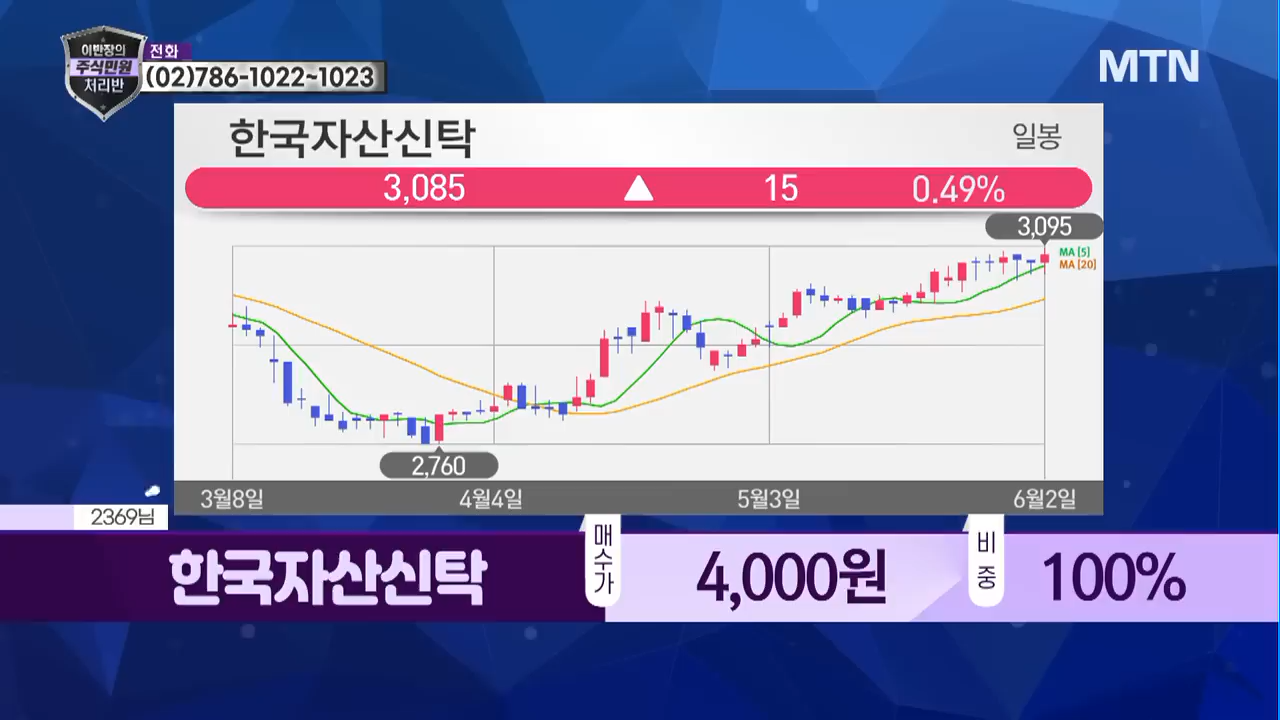 이반장의
주식민원
처리반
전화
(02)786-1022~1023
MTN
한국자산신탁
일봉
3,085 ▲ 15 0.49%
3,095
MA [5]
MA [20]
2,760
3월8일 4월4일 5월3일 6월2일
2369님
한국자산신탁 매수가 4,000원 비중 100%